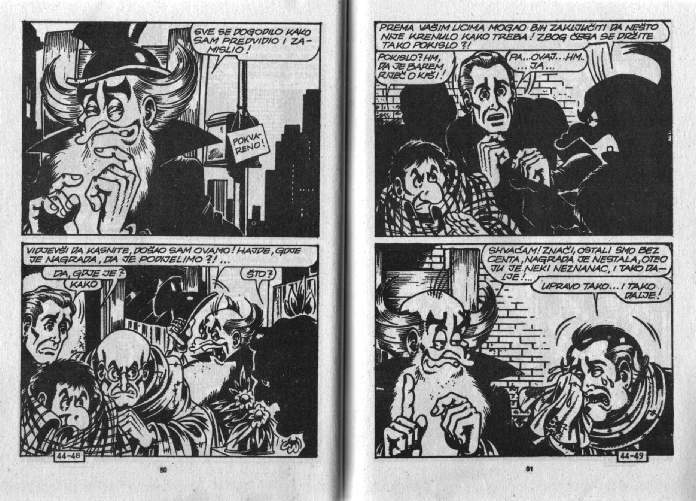 SVE SE DOGODILO KAKO
SAM PREDVIDIO I ZA-
MISLIO!
POKVA-
RENO!
VIDJEVŠI DA KASNITE, DOŠAO SAM OVAMO! HAJDE, GDJE
JE NAGRADA, DA JE PODIJELIMO?!...
DA, GDJE JE?
KAKO
ŠTO?
44-48
50
PREMA VAŠIM LICIMA MOGAO BIH ZAKLJUČITI DA NEŠTO
NIJE KRENULO KAKO TREBA! ZBOG ČEGA SE DRŽITE
TAKO POKISLO?!
POKISLO? HM,
DA JE BAREM
RIJEČ O KIŠI!
PA...OVAJ...HM..
...JA...
SHVAĆAM! ZNAČI, OSTALI SMO BEZ
CENTA, NAGRADA JE NESTALA, OTEO
JU JE NEKI NEZNANAC, I TAKO DA-
LJE!...
UPRAVO TAKO...I TAKO
DALJE!
44-49
51